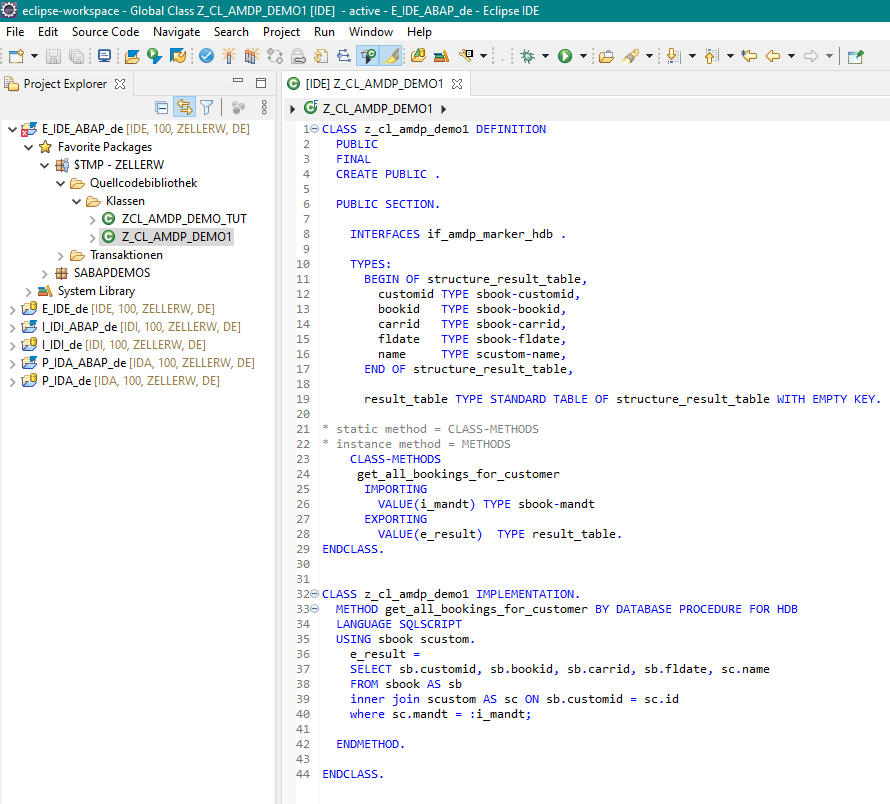 eclipse-workspace - Global Class Z_CL_AMDP_DEMO1 [IDE]  - active - E_IDE_ABAP_de - Eclipse IDE
File Edit Source Code Navigate Search Project Run Window Help
Project Explorer
E_IDE_ABAP_de [IDE, 100, ZELLERW, DE]
Favorite Packages
$TMP - ZELLERW
Quellcodebibliothek
Klassen
ZCL_AMDP_DEMO_TUT
Z_CL_AMDP_DEMO1
Transaktionen
SABAPDEMOS
System Library
E_IDE_de [IDE, 100, ZELLERW, DE]
I_IDI_ABAP_de [IDI, 100, ZELLERW, DE]
I_IDI_de [IDI, 100, ZELLERW, DE]
P_IDA_ABAP_de [IDA, 100, ZELLERW, DE]
P_IDA_de [IDA, 100, ZELLERW, DE]
[IDE] Z_CL_AMDP_DEMO1
Z_CL_AMDP_DEMO1
1 CLASS z_cl_amdp_demo1 DEFINITION
2   PUBLIC
3   FINAL
4   CREATE PUBLIC .
5
6   PUBLIC SECTION.
7
8     INTERFACES if_amdp_marker_hdb .
9
10     TYPES:
11       BEGIN OF structure_result_table,
12         customid TYPE sbook-customid,
13         bookid   TYPE sbook-bookid,
14         carrid   TYPE sbook-carrid,
15         fldate   TYPE sbook-fldate,
16         name     TYPE scustom-name,
17       END OF structure_result_table,
18
19       result_table TYPE STANDARD TABLE OF structure_result_table WITH EMPTY KEY.
20
21 * static method = CLASS-METHODS
22 * instance method = METHODS
23     CLASS-METHODS
24      get_all_bookings_for_customer
25       IMPORTING
26         VALUE(i_mandt) TYPE sbook-mandt
27       EXPORTING
28         VALUE(e_result)  TYPE result_table.
29 ENDCLASS.
30
31
32 CLASS z_cl_amdp_demo1 IMPLEMENTATION.
33   METHOD get_all_bookings_for_customer BY DATABASE PROCEDURE FOR HDB
34   LANGUAGE SQLSCRIPT
35   USING sbook scustom.
36     e_result =
37     SELECT sb.customid, sb.bookid, sb.carrid, sb.fldate, sc.name
38     FROM sbook AS sb
39     inner join scustom AS sc ON sb.customid = sc.id
40     where sc.mandt = :i_mandt;
41
42   ENDMETHOD.
43
44 ENDCLASS.